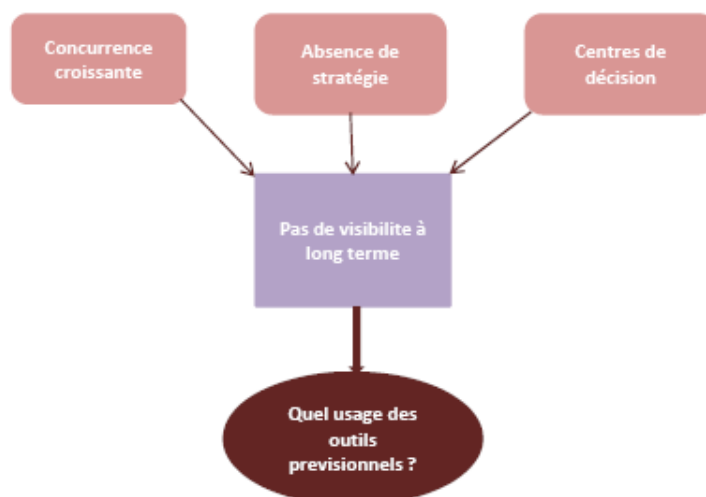 Concurrence
croissante
Absence de
stratégie
Centres de
décision
Pas de visibilite à
long terme
Quel usage des
outils
previsionnels ?